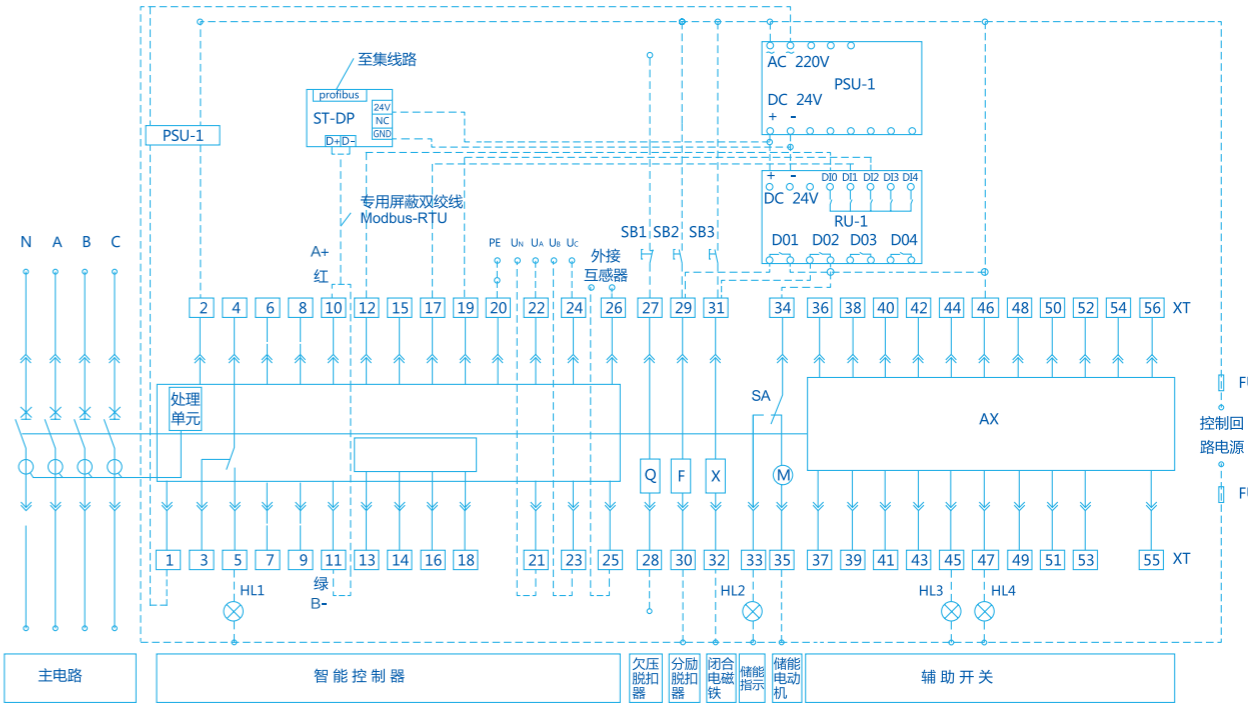 至集线路
profibus
ST-DP
24V
NC
GND
D+ D-
PSU-1
AC 220V
PSU-1
DC 24V
+ -
+ -
DI0 DI1 DI2 DI3 DI4
DC 24V
RU-1
D01 D02 D03 D04
专用屏蔽双绞线
Modbus-RTU
N A B C
A+
红
PE UN UA UB UC
外接
互感器
SB1 SB2 SB3
2 4 6 8 10 12 15 17 19 20 22 24 26 27 29 31 34 36 38 40 42 44 46 48 50 52 54 56 XT
处理
单元
SA
AX
FU
控制回
路电源
FU
Q F X M
1 3 5 7 9 11 13 14 16 18 21 23 25 28 30 32 33 35 37 39 41 43 45 47 49 51 53 55 XT
绿
B-
HL1 HL2 HL3 HL4
主电路
智能控制器
欠压
脱扣
器
分励
脱扣
器
闭合
电磁
铁
储能
指示
储能
电动
机
辅助开关